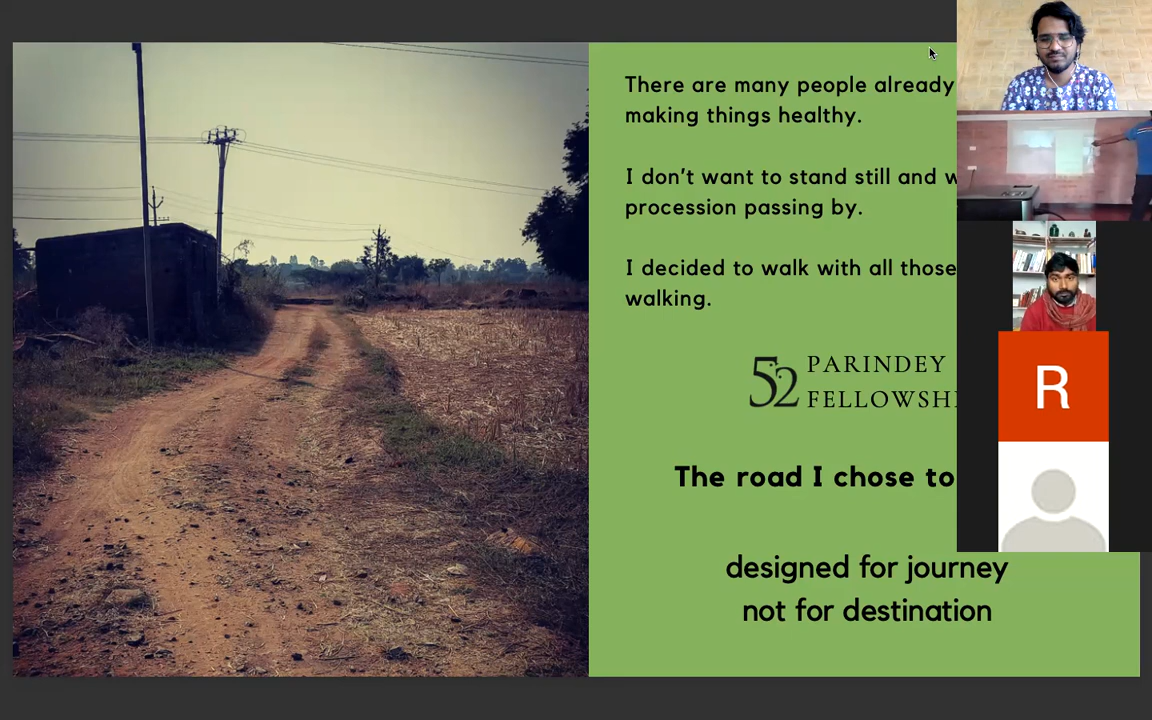 There are many people already
making things healthy.
I don't want to stand still and
procession passing by.
I decided to walk with all those
walking.
52 PARINDEY
FELLOWSHI
The road I chose to
designed for journey
not for destination
R